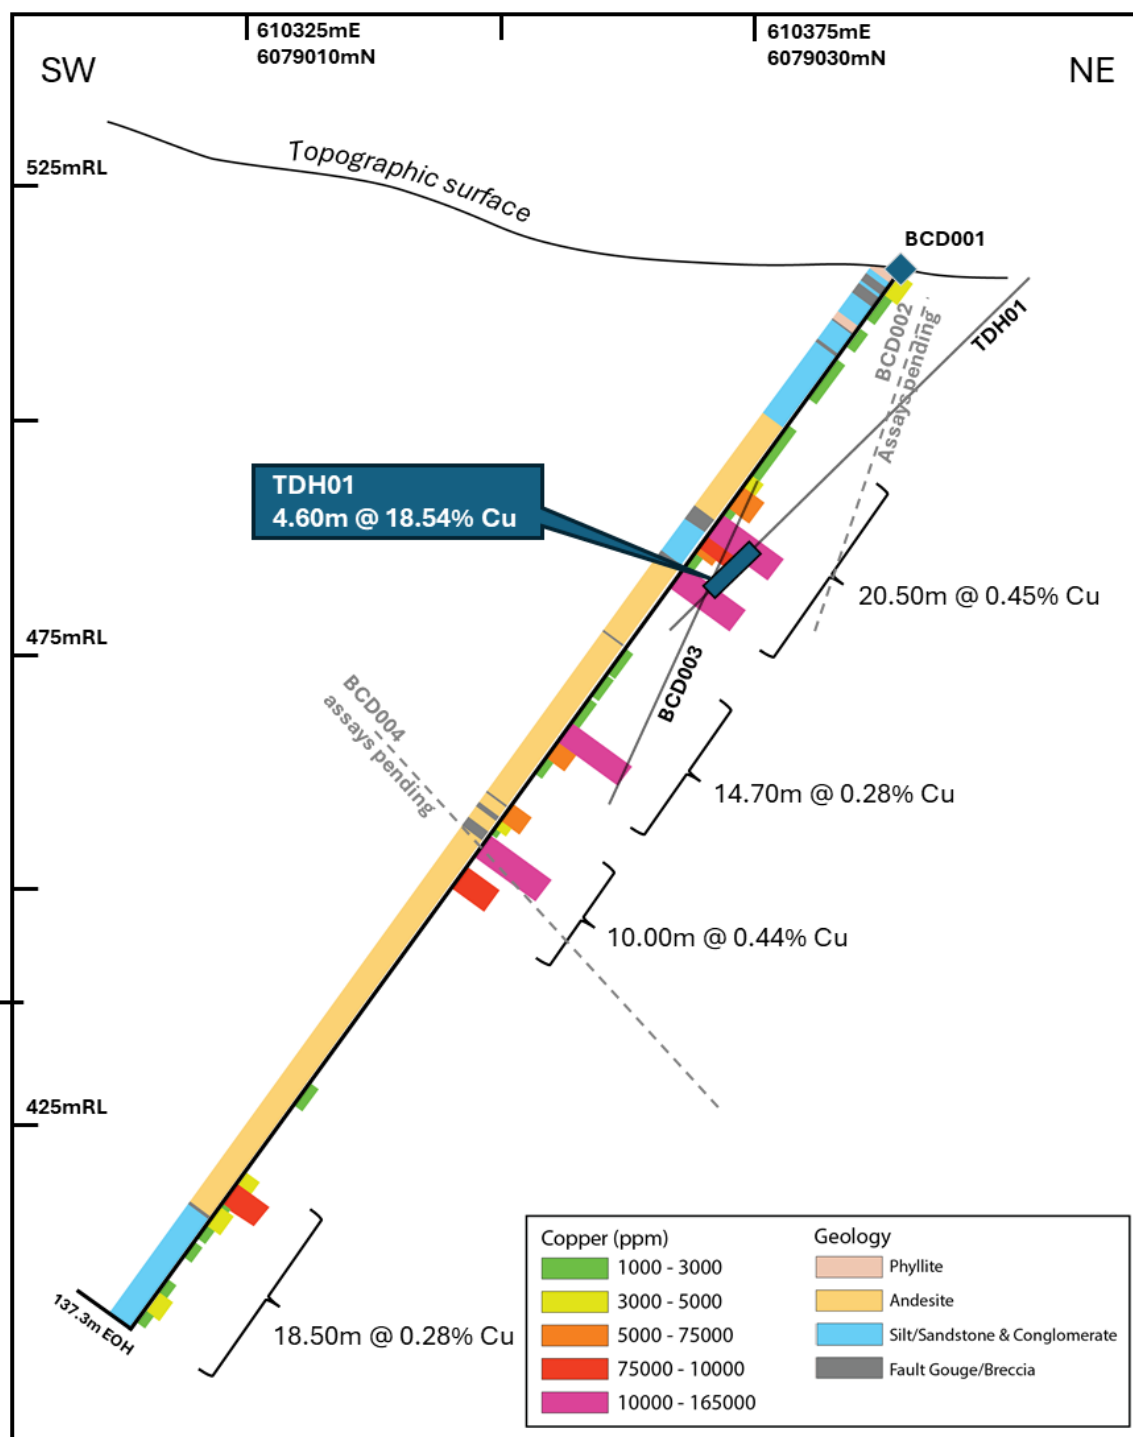 610325mE
6079010mN
610375mE
6079030mN
SW
NE
Topographic surface
525mRL
BCD001
TDH01
BCD002
Assays pending
TDH01
4.60m @ 18.54% Cu
20.50m @ 0.45% Cu
475mRL
BCD003
BCD004
assays pending
14.70m @ 0.28% Cu
10.00m @ 0.44% Cu
425mRL
137.3m EOH
18.50m @ 0.28% Cu
Copper (ppm)
1000 - 3000
3000 - 5000
5000 - 75000
75000 - 10000
10000 - 165000
Geology
Phyllite
Andesite
Silt/Sandstone & Conglomerate
Fault Gouge/Breccia